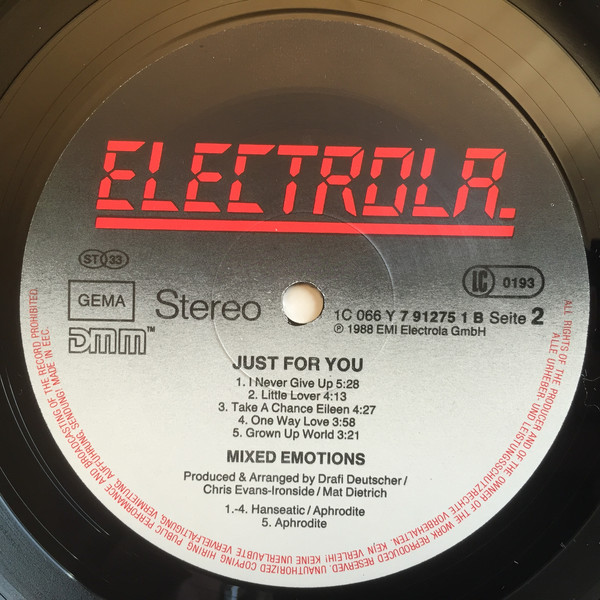 ELECTROLA.
ST 33
LC 0193
GEMA
Stereo
1C 066 Y 7 91275 1 B Seite 2
℗ 1988 EMI Electrola GmbH
DMM™
JUST FOR YOU
1. I Never Give Up 5:28
2. Little Lover 4:13
3. Take A Chance Eileen 4:27
4. One Way Love 3:58
5. Grown Up World 3:21
MIXED EMOTIONS
Produced & Arranged by Drafi Deutscher/
Chris Evans-Ironside/Mat Dietrich
1.-4. Hanseatic/Aphrodite
5. Aphrodite
ALL RIGHTS OF THE PRODUCER AND OF THE OWNER OF THE WORK REPRODUCED RESERVED. UNAUTHORIZED COPYING HIRING PUBLIC PERFORMANCE AND BROADCASTING OF THE RECORD PROHIBITED.
ALLE URHEBER- UND LEISTUNGSSCHUTZRECHTE VORBEHALTEN. KEIN VERLEIH! KEINE UNERLAUBTE VERVIELFÄLTIGUNG, VERMIETUNG, AUFFÜHRUNG, SENDUNG! MADE IN EEC.